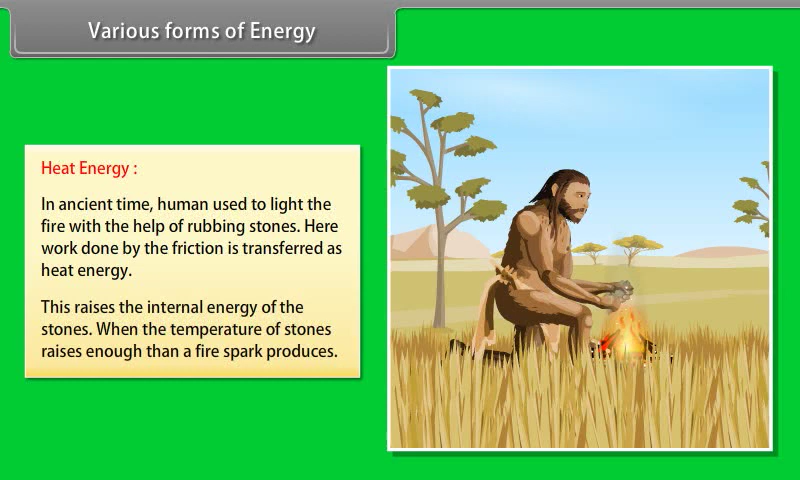 Various forms of Energy
Heat Energy :
In ancient time, human used to light the
fire with the help of rubbing stones. Here
work done by the friction is transferred as
heat energy.
This raises the internal energy of the
stones. When the temperature of stones
raises enough than a fire spark produces.